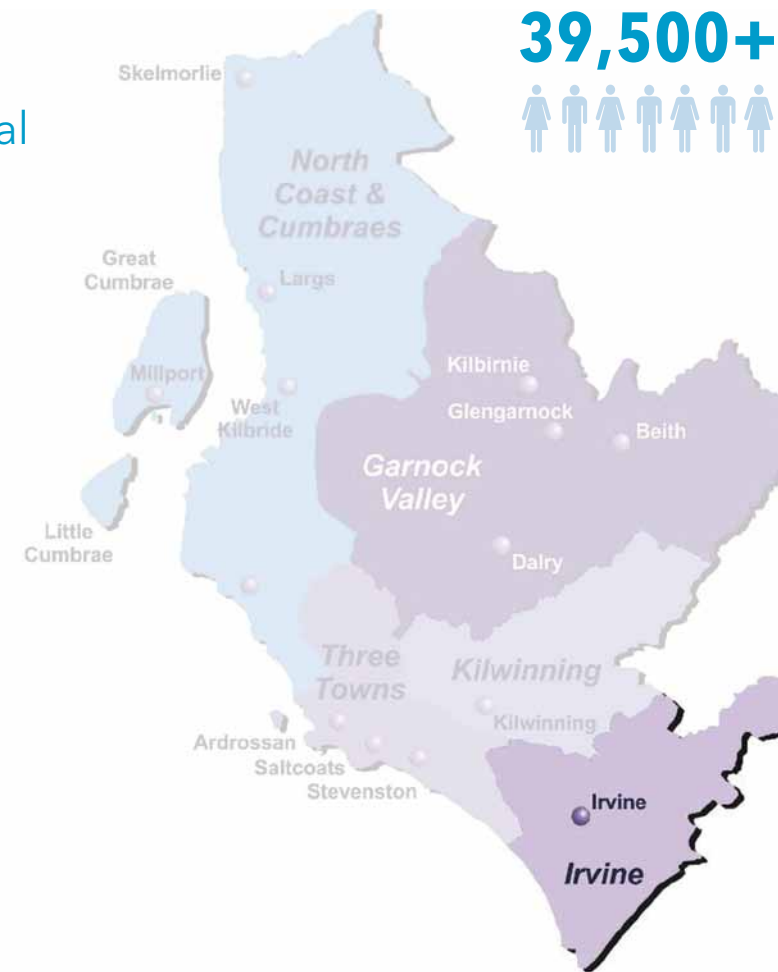 39,500+
al
Skelmorlie
North
Coast &
Cumbraes
Great
Cumbrae
Largs
Millport
West
Kilbride
Kilbirnie
Glengarnock
Beith
Garnock
Valley
Little
Cumbrae
Dalry
Three
Towns
Kilwinning
Kilwinning
Ardrossan
Saltcoats
Stevenston
Irvine
Irvine